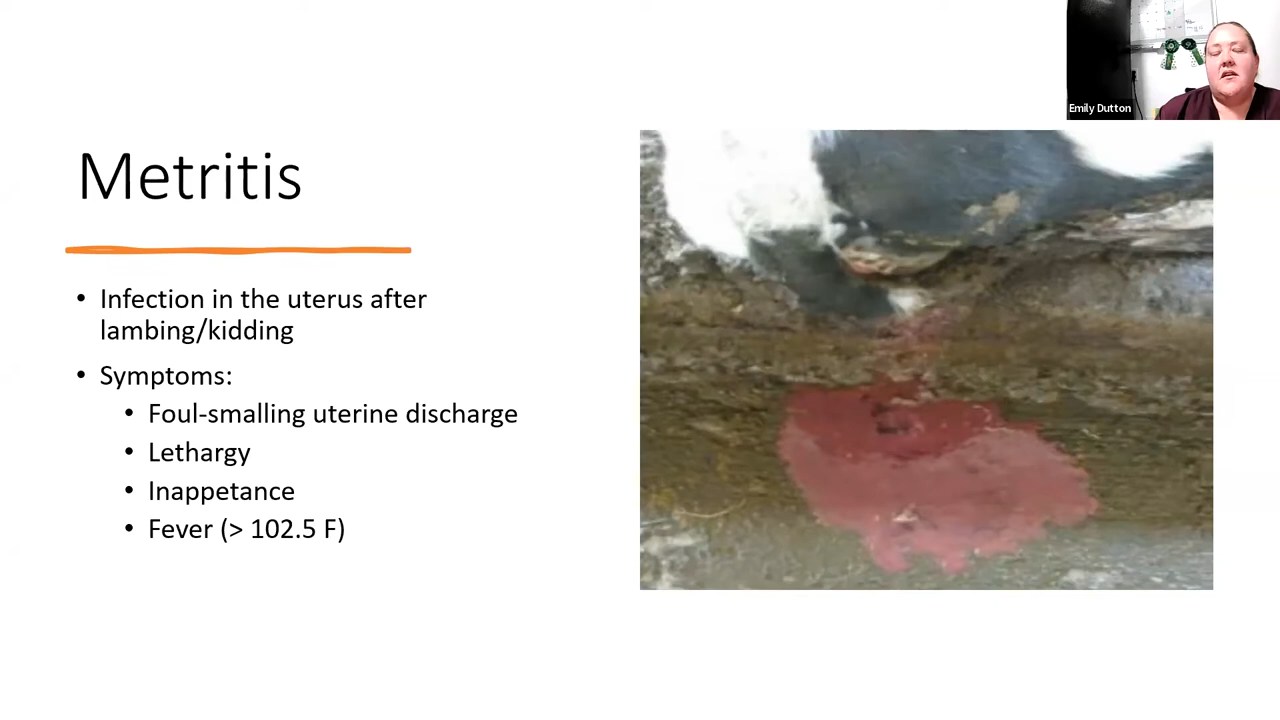 Emily Dutton
Metritis
• Infection in the uterus after
lambing/kidding
• Symptoms:
• Foul-smalling uterine discharge
• Lethargy
• Inappetance
• Fever (> 102.5 F)